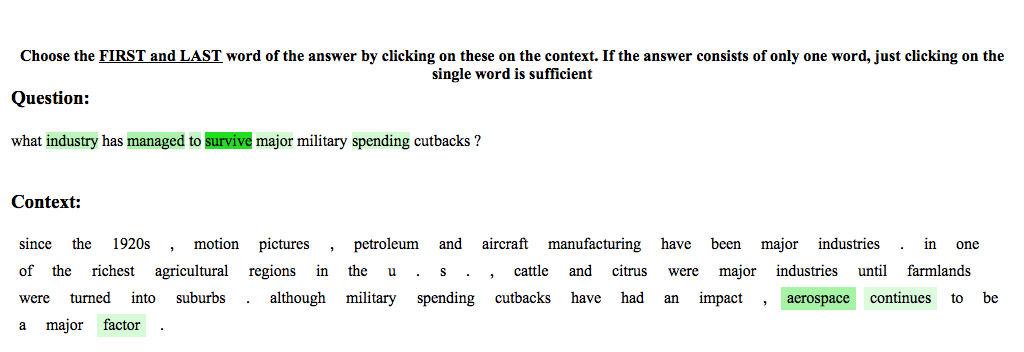 Choose the FIRST and LAST word of the answer by clicking on these on the context. If the answer consists of only one word, just clicking on the
single word is sufficient
Question:
what industry has managed to survive major military spending cutbacks ?
Context:
since the 1920s , motion pictures , petroleum and aircraft manufacturing have been major industries . in one
of the richest agricultural regions in the u . s . , cattle and citrus were major industries until farmlands
were turned into suburbs . although military spending cutbacks have had an impact , aerospace continues to be
a major factor .